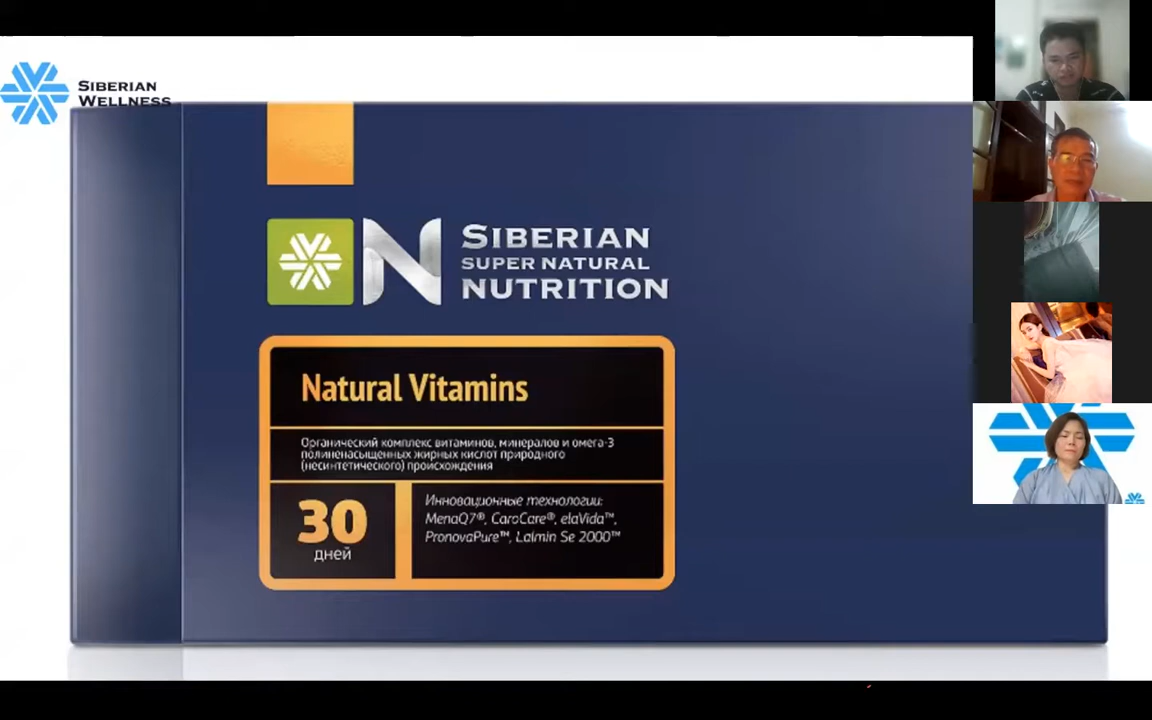 SIBERIAN
WELLNESS
N
SIBERIAN
SUPER NATURAL
NUTRITION
Natural Vitamins
Органический комплекс витаминов, минералов и омега-3
полиненасыщенных жирных кислот природного
(несинтетического) происхождения
30
дней
Инновационные технологии:
MenaQ7®, CaroCare®, elaVida™,
PronovaPure™, Lalmin Se 2000™